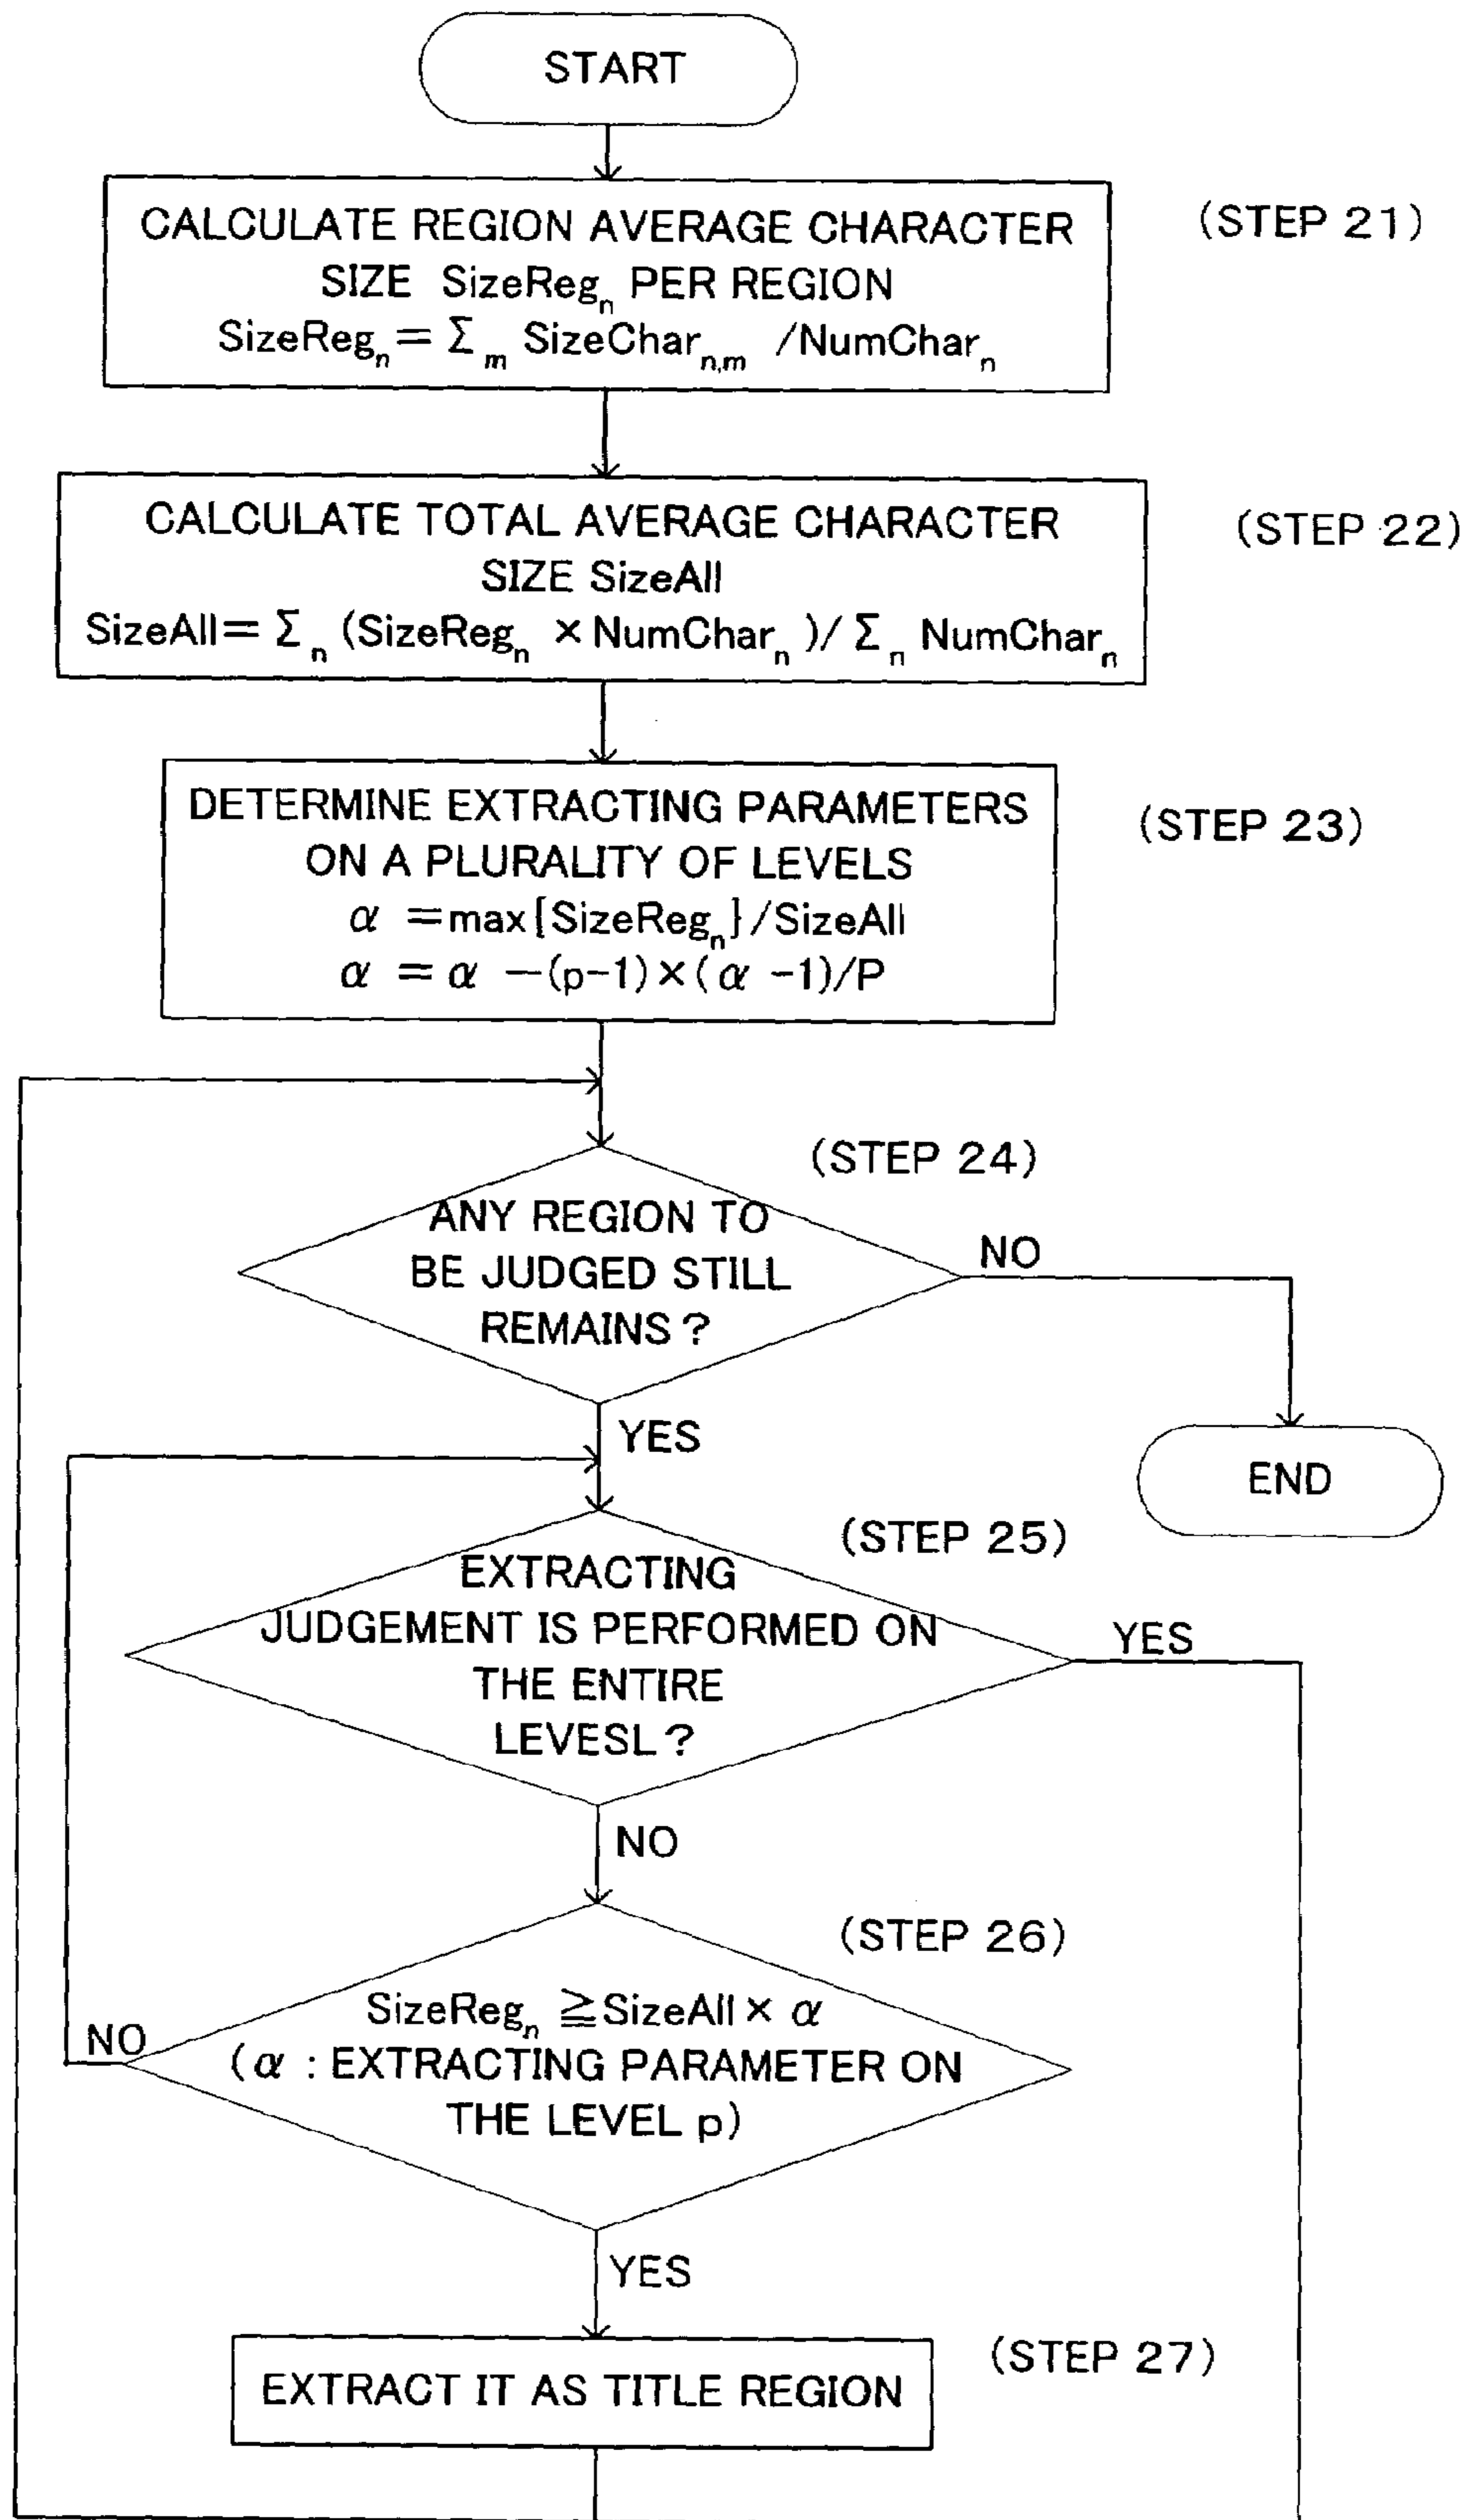 START
CALCULATE REGION AVERAGE CHARACTER
SIZE SizeRegₙ PER REGION
SizeRegₙ＝Σₘ SizeCharₙ,ₘ /NumCharₙ
(STEP 21)
CALCULATE TOTAL AVERAGE CHARACTER
SIZE SizeAll
SizeAll＝Σₙ (SizeRegₙ ×NumCharₙ )/Σₙ NumCharₙ
(STEP 22)
DETERMINE EXTRACTING PARAMETERS
ON A PLURALITY OF LEVELS
α ＝max{SizeRegₙ}/SizeAll
α ＝α －(p-1)×(α -1)/P
(STEP 23)
(STEP 24)
ANY REGION TO
BE JUDGED STILL
REMAINS ?
NO
YES
END
(STEP 25)
EXTRACTING
JUDGEMENT IS PERFORMED ON
THE ENTIRE
LEVESL ?
YES
NO
(STEP 26)
SizeRegₙ ≧SizeAll× α
(α : EXTRACTING PARAMETER ON
THE LEVEL p)
NO
YES
EXTRACT IT AS TITLE REGION
(STEP 27)